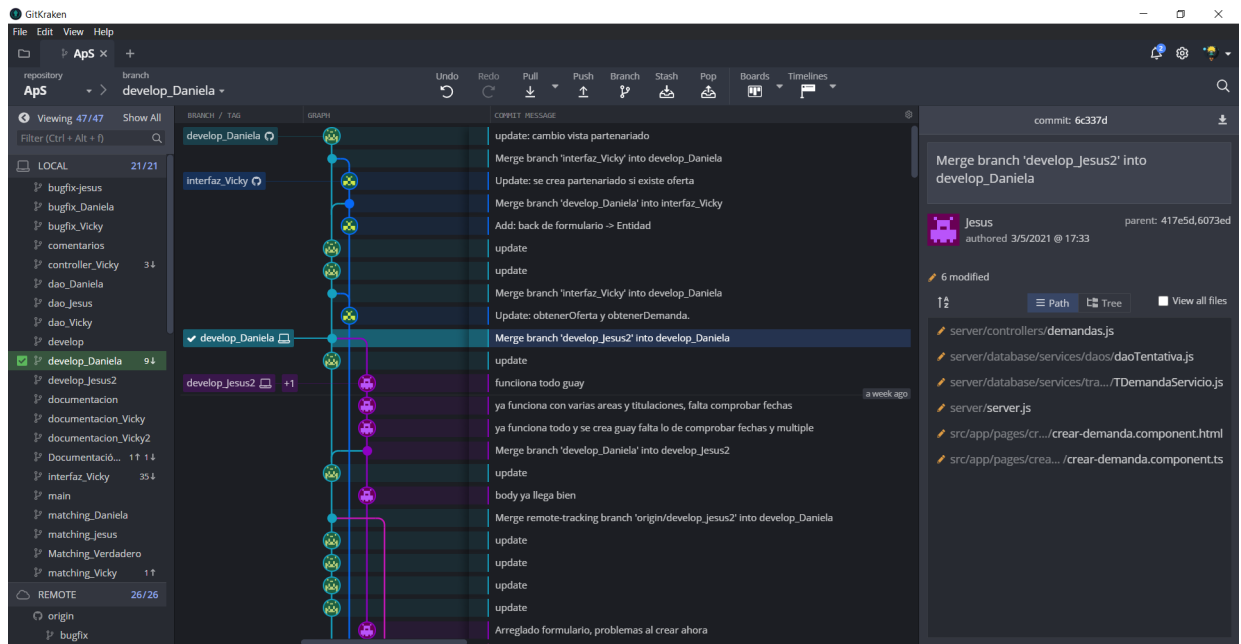 GitKraken
File Edit View Help
ApS
repository
ApS
branch
develop_Daniela
Undo Redo Pull Push Branch Stash Pop Boards Timelines
2
Viewing 47/47 Show All
Filter (Ctrl + Alt + f)
LOCAL 21/21
bugfix-jesus
bugfix_Daniela
bugfix_Vicky
comentarios
controller_Vicky 3↓
dao_Daniela
dao_Jesus
dao_Vicky
develop
develop_Daniela 9↓
develop_Jesus2
documentacion
documentacion_Vicky
documentacion_Vicky2
Documentació... 1↑ 1↓
interfaz_Vicky 35↓
main
matching_Daniela
matching_jesus
Matching_Verdadero
matching_Vicky 1↑
REMOTE 26/26
origin
bugfix
BRANCH / TAG GRAPH COMMIT MESSAGE
develop_Daniela update: cambio vista partenariado
Merge branch 'interfaz_Vicky' into develop_Daniela
interfaz_Vicky Update: se crea partenariado si existe oferta
Merge branch 'develop_Daniela' into interfaz_Vicky
Add: back de formulario -> Entidad
update
update
Merge branch 'interfaz_Vicky' into develop_Daniela
Update: obtenerOferta y obtenerDemanda.
develop_Daniela Merge branch 'develop_Jesus2' into develop_Daniela
update
develop_Jesus2 +1 funciiona todo guay
a week ago
ya funciona con varias areas y titulaciones, falta comprobar fechas
ya funciona todo y se crea guay falta lo de comprobar fechas y multiple
Merge branch 'develop_Daniela' into develop_Jesus2
update
body ya llega bien
Merge remote-tracking branch 'origin/develop_jesus2' into develop_Daniela
update
update
update
update
Arreglado formulario, problemas al crear ahora
commit: 6c337d
Merge branch 'develop_Jesus2' into
develop_Daniela
Jesus parent: 417e5d,6073ed
authored 3/5/2021 @ 17:33
6 modified
Path Tree View all files
server/controllers/demandas.js
server/database/services/daos/daoTentativa.js
server/database/services/tra.../TDemandaServicio.js
server/server.js
src/app/pages/cr.../crear-demanda.component.html
src/app/pages/crea... /crear-demanda.component.ts